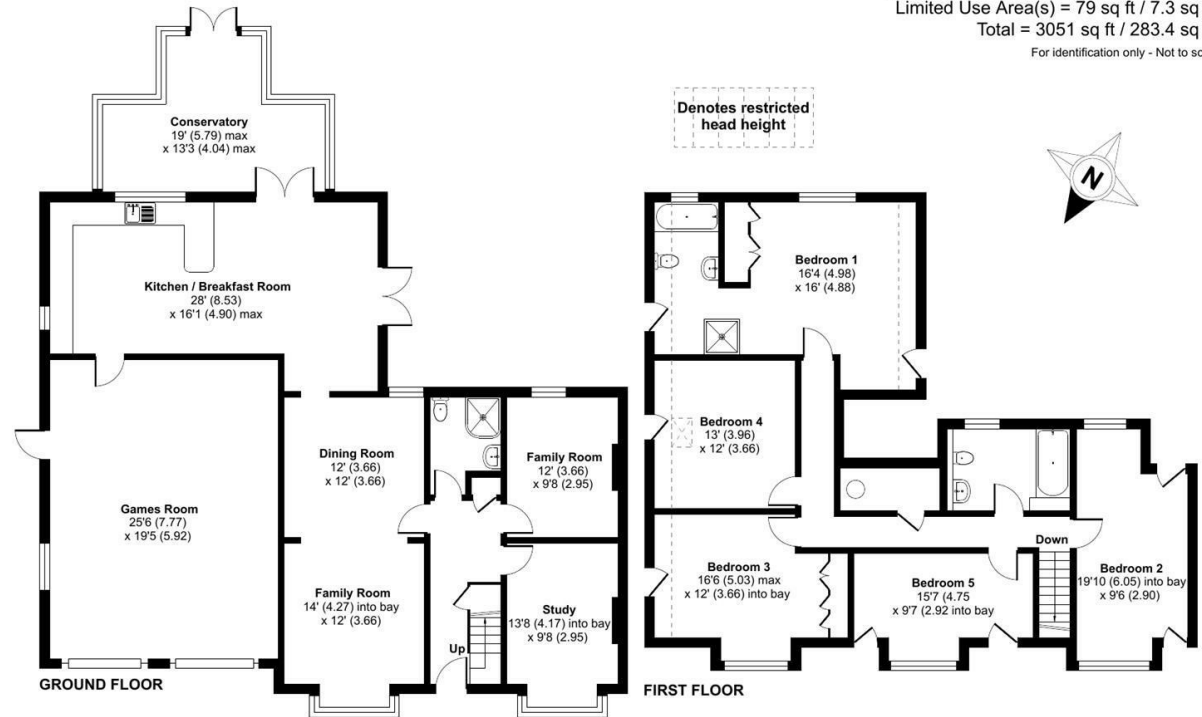 Limited Use Area(s) = 79 sq ft / 7.3 sq
Total = 3051 sq ft / 283.4 sq
For identification only - Not to sc
Denotes restricted
head height
N
Conservatory
19' (5.79) max
x 13'3 (4.04) max
Kitchen / Breakfast Room
28' (8.53)
x 16'1 (4.90) max
Games Room
25'6 (7.77)
x 19'5 (5.92)
Dining Room
12' (3.66)
x 12' (3.66)
Family Room
12' (3.66)
x 9'8 (2.95)
Family Room
14' (4.27) into bay
x 12' (3.66)
Study
13'8 (4.17) into bay
x 9'8 (2.95)
Up
GROUND FLOOR
Bedroom 1
16'4 (4.98)
x 16' (4.88)
Bedroom 4
13' (3.96)
x 12' (3.66)
Bedroom 3
16'6 (5.03) max
x 12' (3.66) into bay
Bedroom 5
15'7 (4.75
x 9'7 (2.92 into bay
Down
Bedroom 2
19'10 (6.05) into bay
x 9'6 (2.90)
FIRST FLOOR